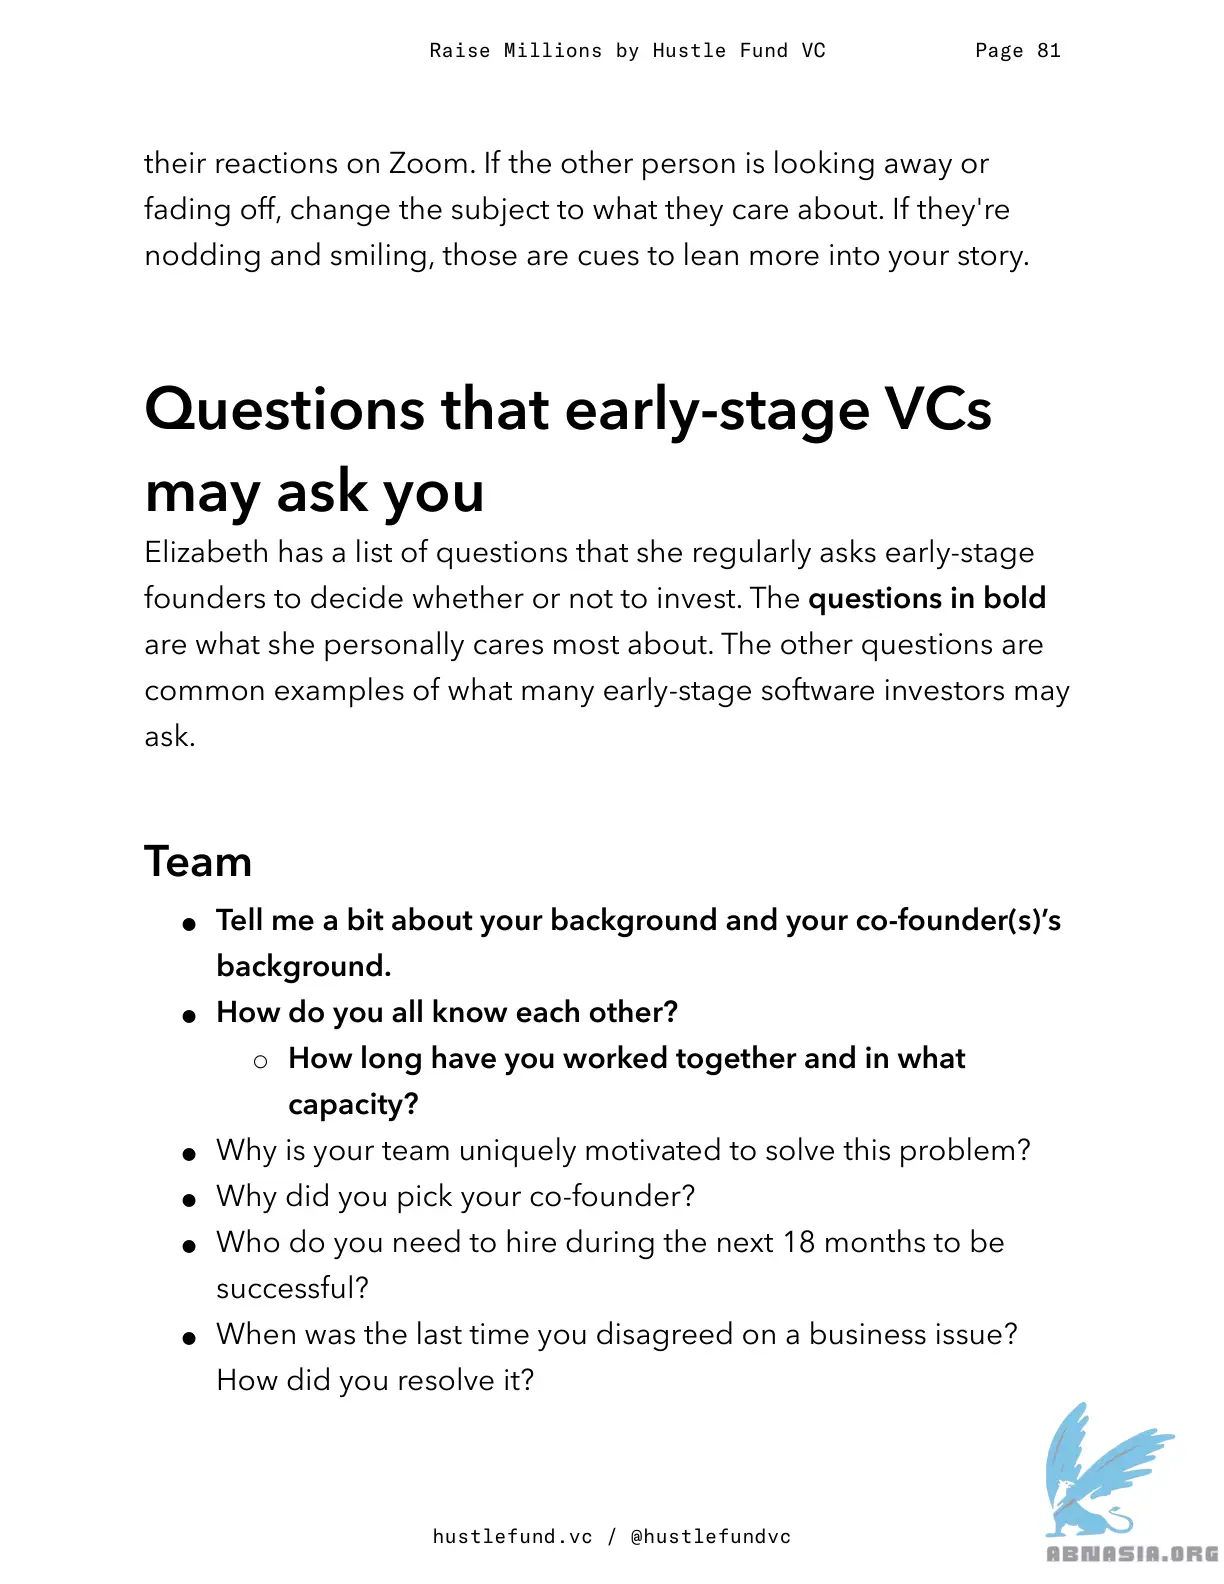 Raise Millions by Hustle Fund VC Page 81
their reactions on Zoom. If the other person is looking away or
fading off, change the subject to what they care about. If they're
nodding and smiling, those are cues to lean more into your story.
Questions that early-stage VCs
may ask you
Elizabeth has a list of questions that she regularly asks early-stage
founders to decide whether or not to invest. The questions in bold
are what she personally cares most about. The other questions are
common examples of what many early-stage software investors may
ask.
Team
● Tell me a bit about your background and your co-founder(s)’s
background.
● How do you all know each other?
○ How long have you worked together and in what
capacity?
● Why is your team uniquely motivated to solve this problem?
● Why did you pick your co-founder?
● Who do you need to hire during the next 18 months to be
successful?
● When was the last time you disagreed on a business issue?
How did you resolve it?
hustlefund.vc / @hustlefundvc
ABNASIA.ORG